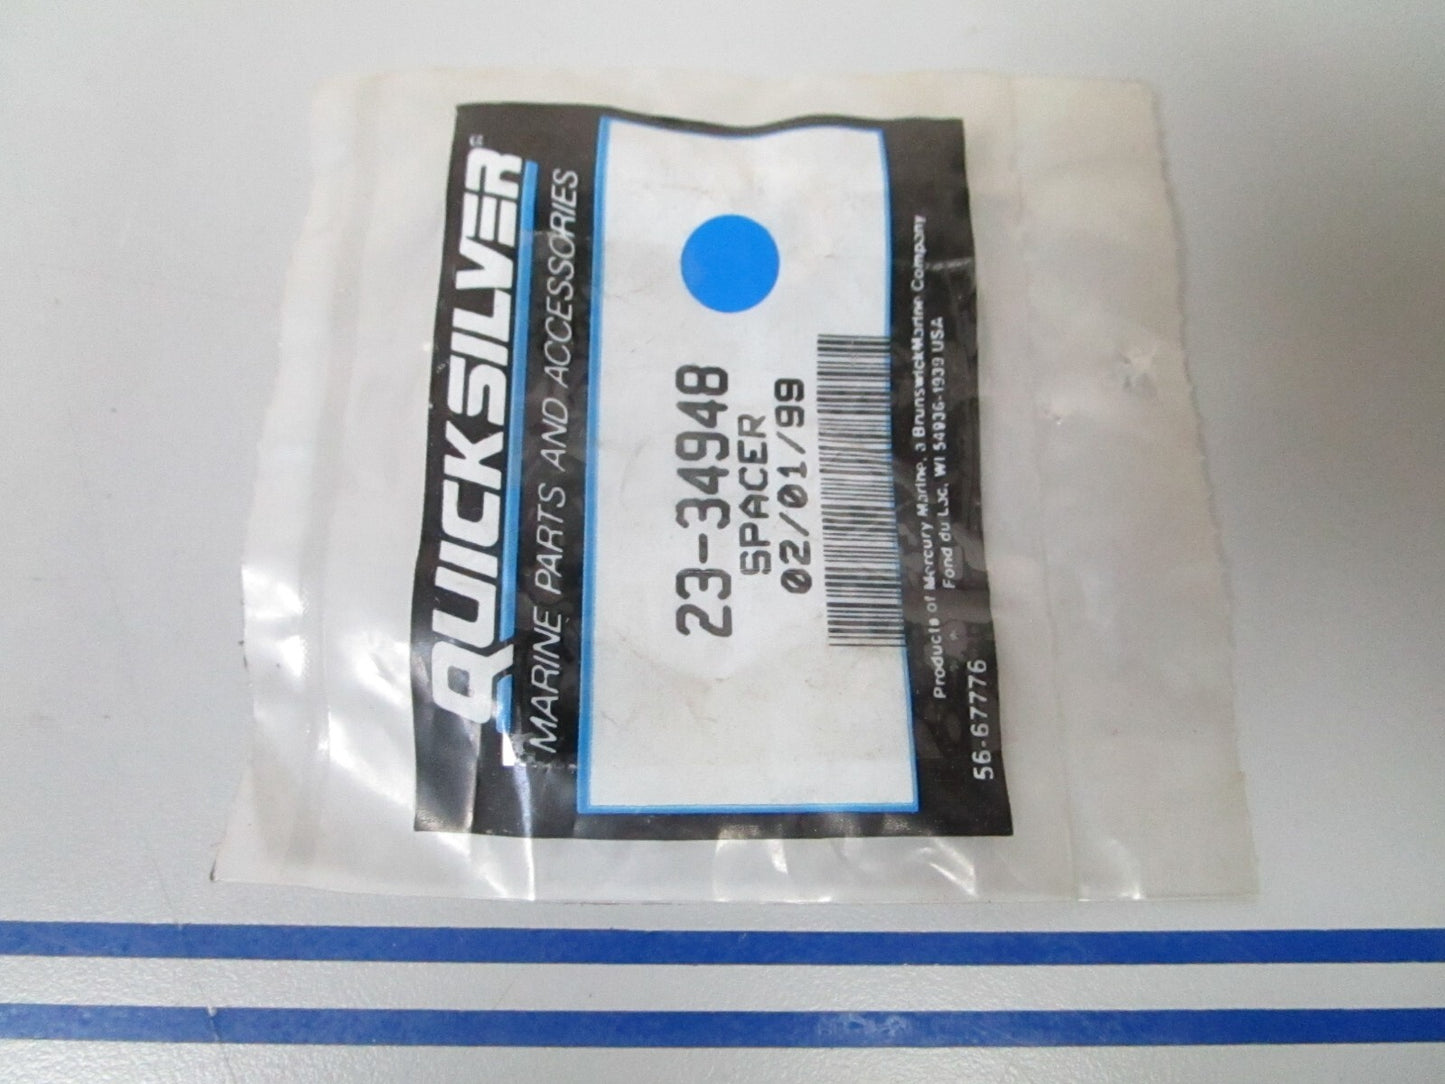 QUICKSILVER®
MARINE PARTS AND ACCESSORIES
23-34948
SPACER
02/01/99
Products of Mercury Marine, a Brunswick Marine Company
Fond du Lac, WI 54936-1939 USA
56-67776